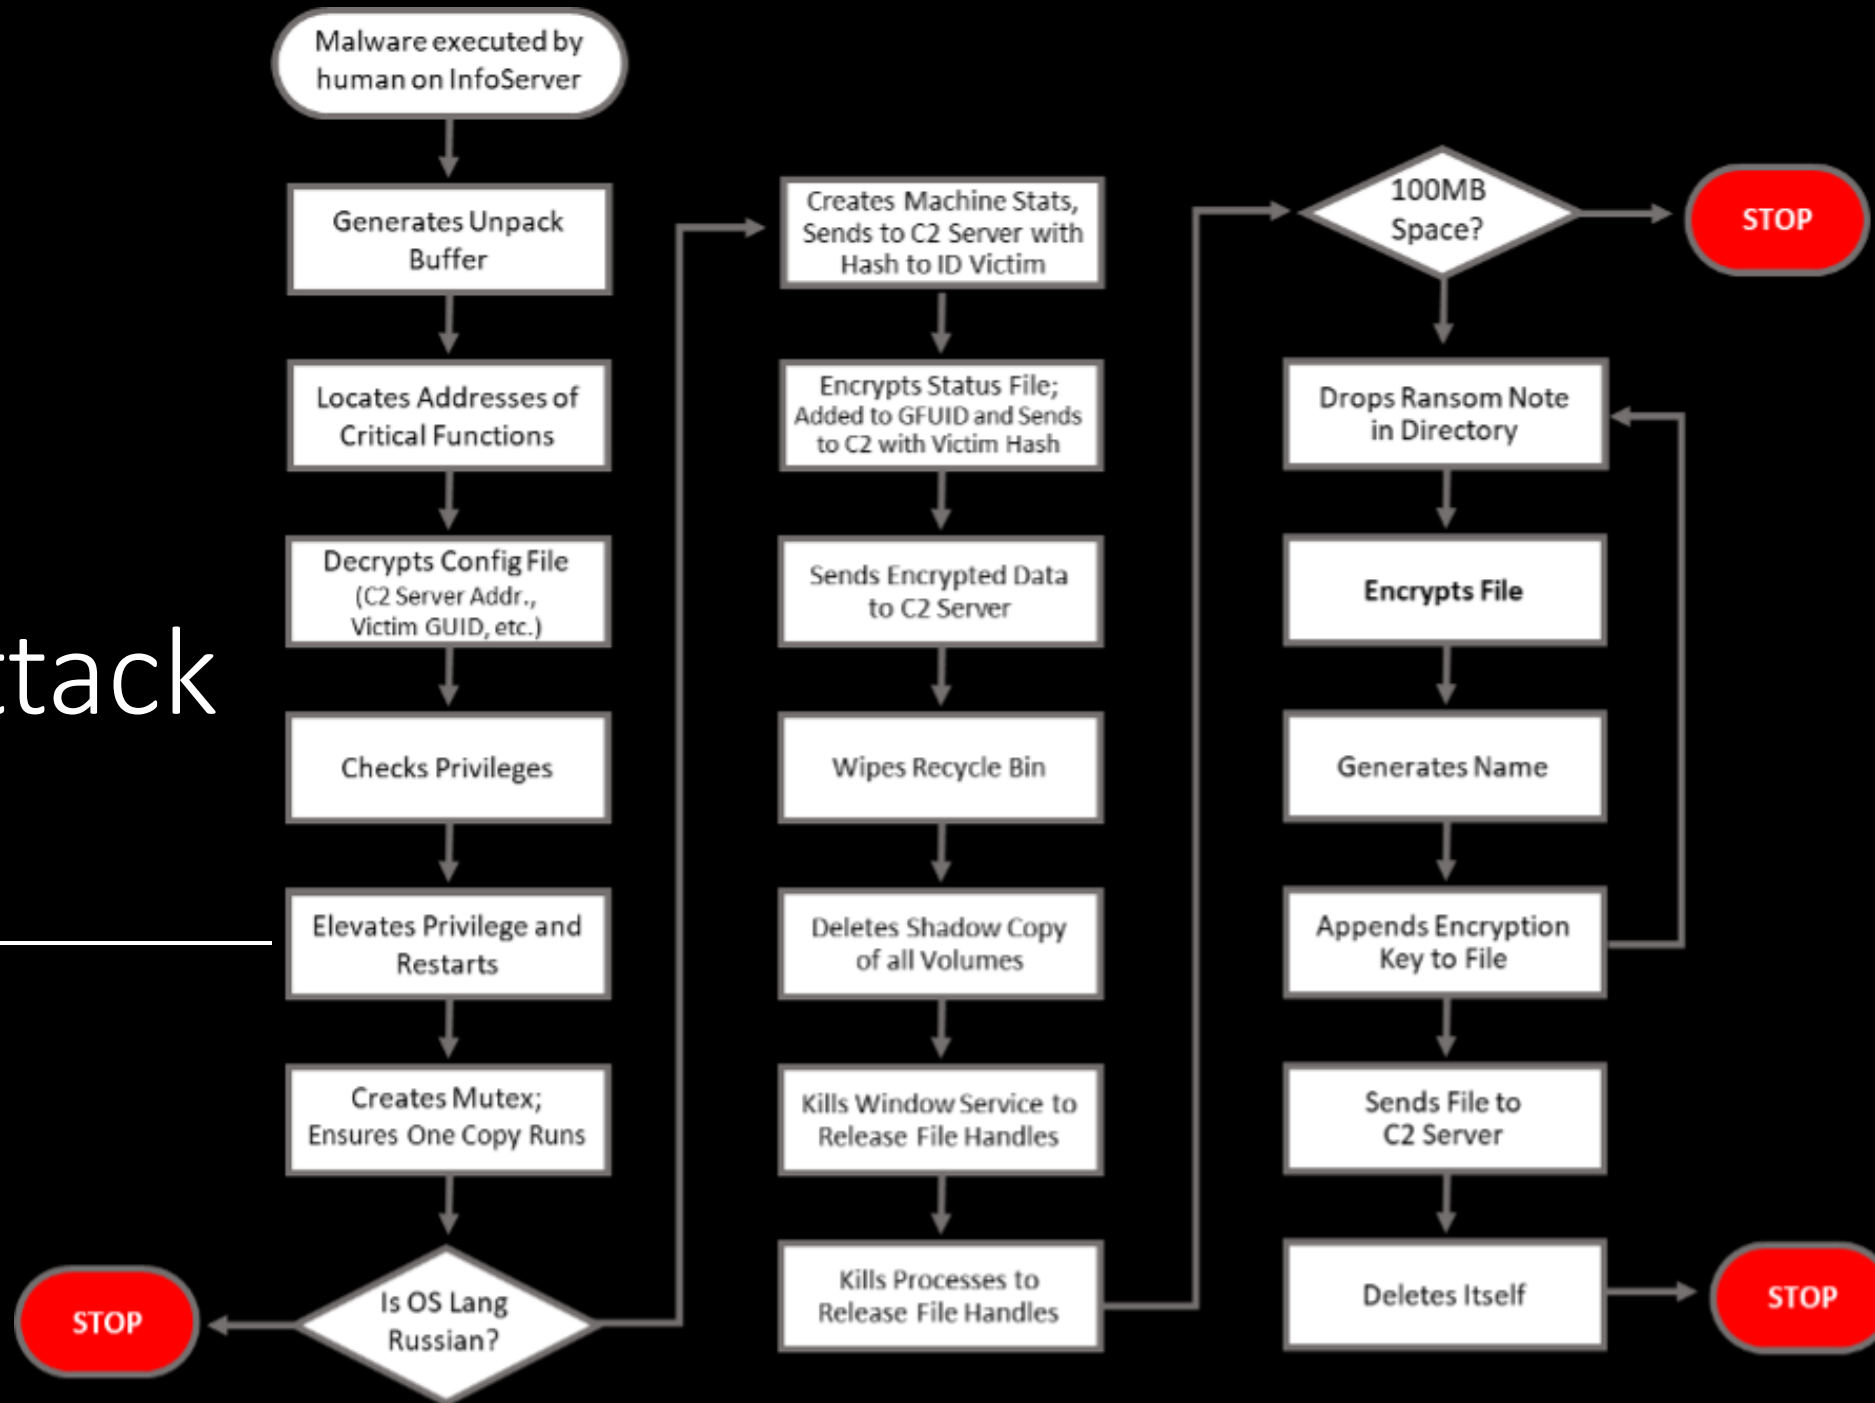 Malware executed by
human on InfoServer
Generates Unpack
Buffer
Locates Addresses of
Critical Functions
Decrypts Config File
(C2 Server Addr.,
Victim GUID, etc.)
ttack
Checks Privileges
Elevates Privilege and
Restarts
Creates Mutex;
Ensures One Copy Runs
Is OS Lang
Russian?
STOP
Creates Machine Stats,
Sends to C2 Server with
Hash to ID Victim
Encrypts Status File;
Added to GFUID and Sends
to C2 with Victim Hash
Sends Encrypted Data
to C2 Server
Wipes Recycle Bin
Deletes Shadow Copy
of all Volumes
Kills Window Service to
Release File Handles
Kills Processes to
Release File Handles
100MB
Space?
STOP
Drops Ransom Note
in Directory
Encrypts File
Generates Name
Appends Encryption
Key to File
Sends File to
C2 Server
Deletes Itself
STOP